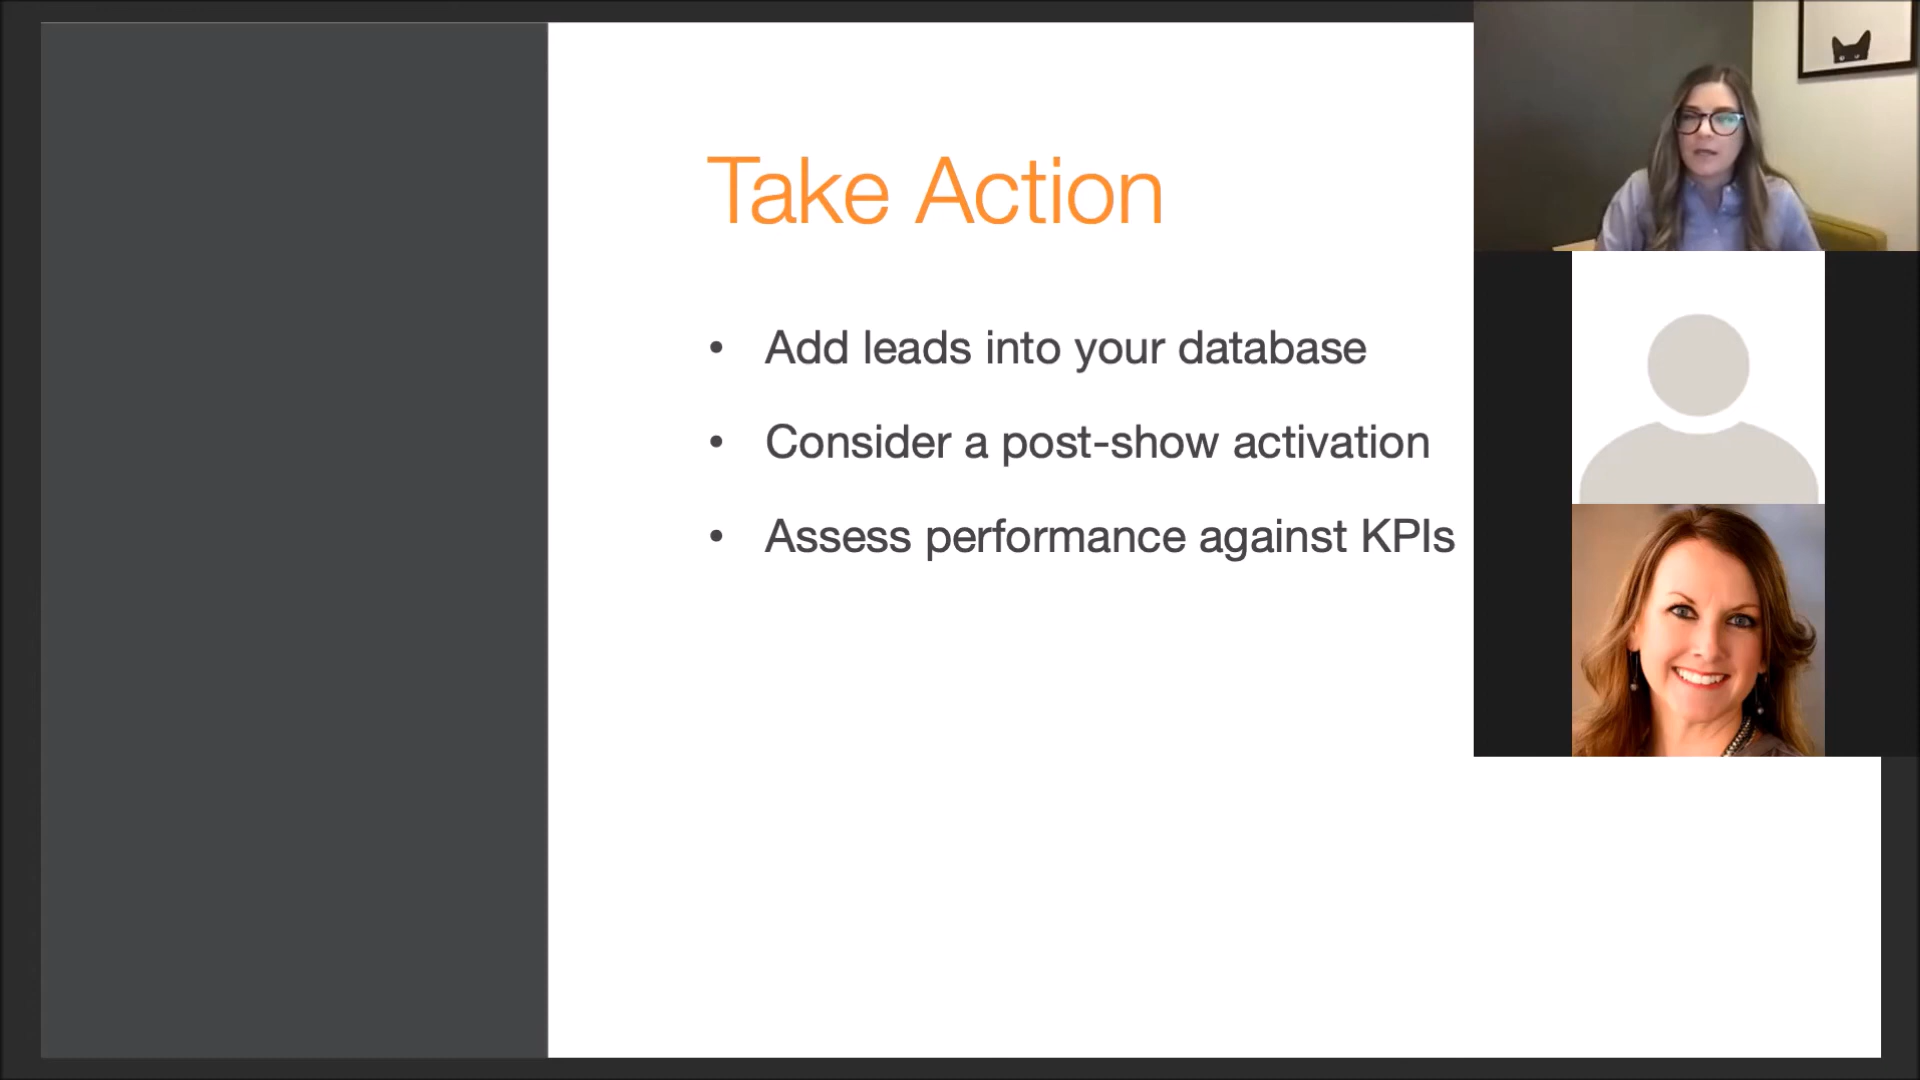 Take Action
• Add leads into your database
• Consider a post-show activation
• Assess performance against KPIs